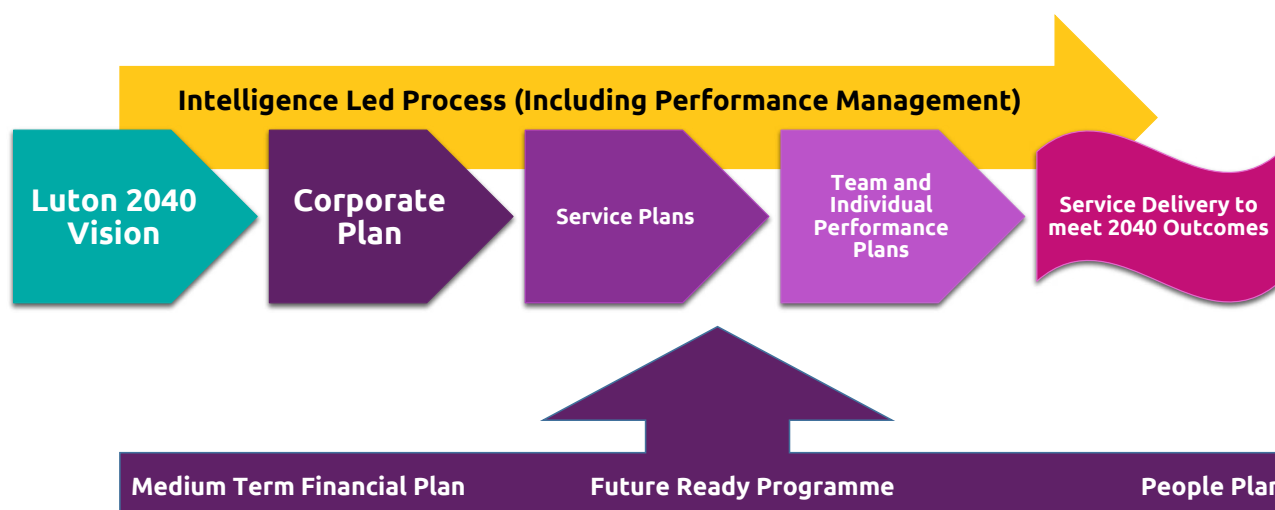 Intelligence Led Process (Including Performance Management)
Luton 2040
Vision
Corporate
Plan
Service Plans
Team and
Individual
Performance
Plans
Service Delivery to
meet 2040 Outcomes
Medium Term Financial Plan
Future Ready Programme
People Plan